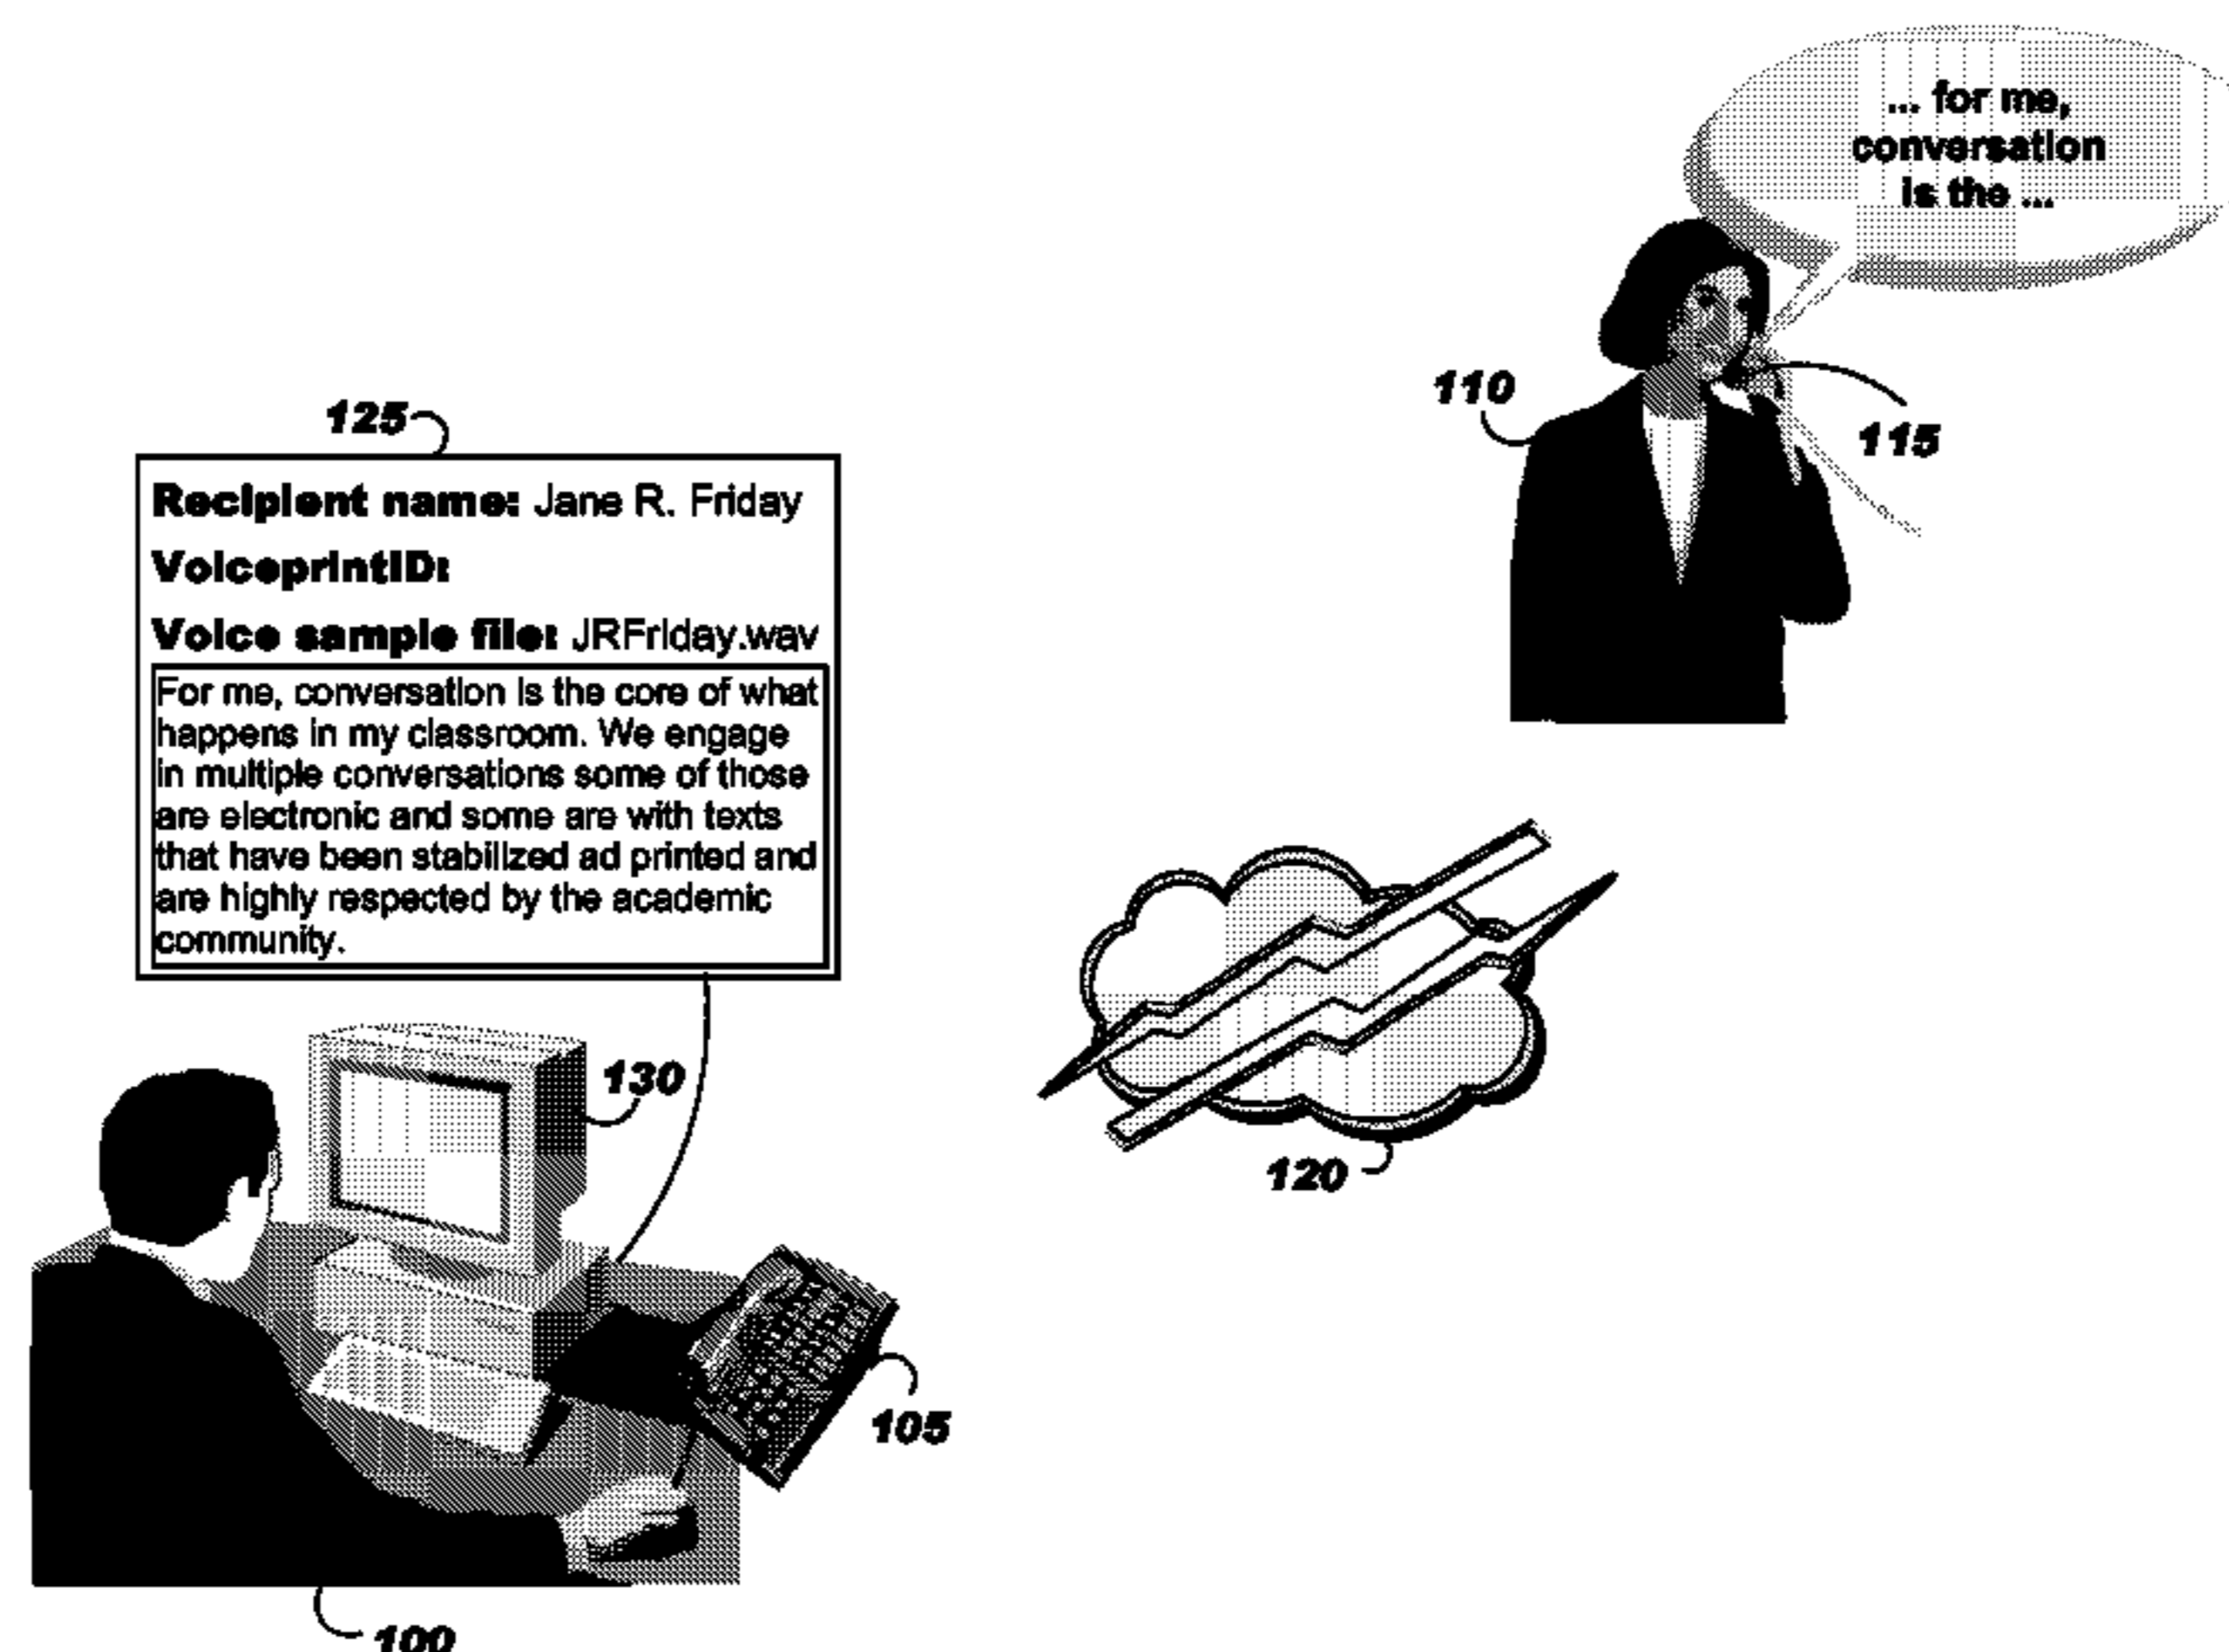 ... for me,
conversation
is the ...
110
115
125
Recipient name: Jane R. Friday
VoiceprintID:
Voice sample file: JRFriday.wav
For me, conversation is the core of what
happens in my classroom. We engage
in multiple conversations some of those
are electronic and some are with texts
that have been stabilized ad printed and
are highly respected by the academic
community.
130
120
105
100